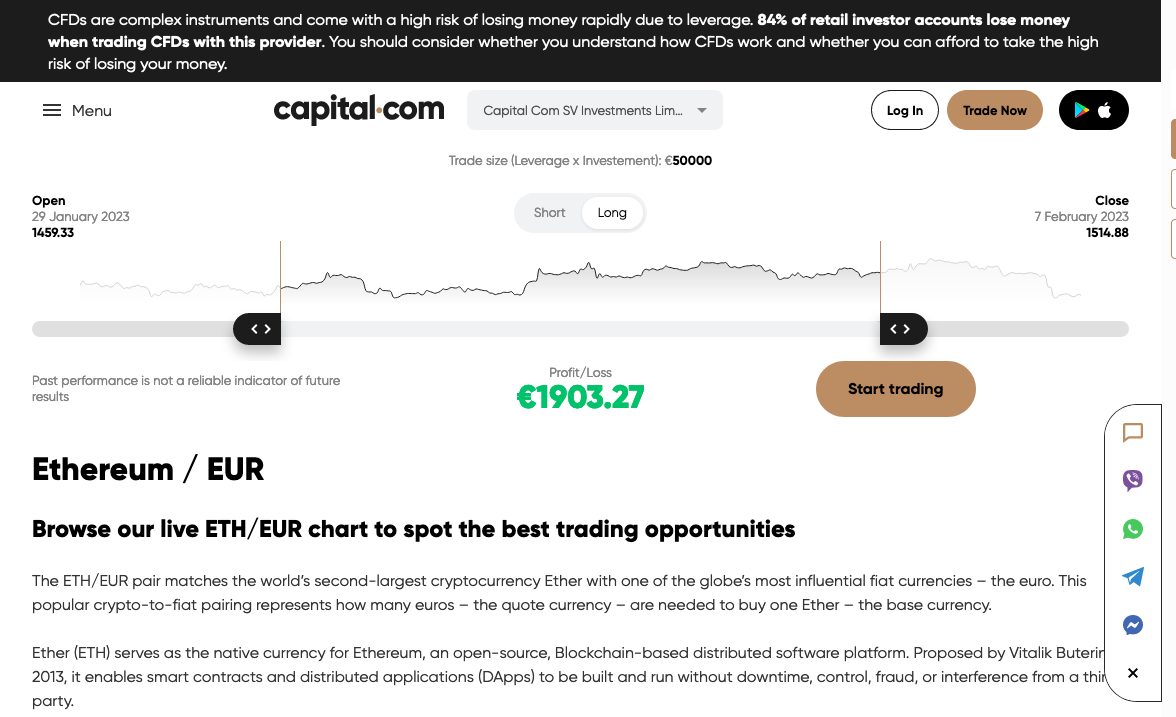 CFDs are complex instruments and come with a high risk of losing money rapidly due to leverage. 84% of retail investor accounts lose money
when trading CFDs with this provider. You should consider whether you understand how CFDs work and whether you can afford to take the high
risk of losing your money.
Menu
capital.com
Capital Com SV Investments Lim...
Log In
Trade Now
Trade size (Leverage x Investement): €50000
Open
29 January 2023
1459.33
Short
Long
Close
7 February 2023
1514.88
Past performance is not a reliable indicator of future
results
Profit/Loss
€1903.27
Start trading
Ethereum / EUR
Browse our live ETH/EUR chart to spot the best trading opportunities
The ETH/EUR pair matches the world’s second-largest cryptocurrency Ether with one of the globe’s most influential fiat currencies – the euro. This
popular crypto-to-fiat pairing represents how many euros – the quote currency – are needed to buy one Ether – the base currency.
Ether (ETH) serves as the native currency for Ethereum, an open-source, Blockchain-based distributed software platform. Proposed by Vitalik Buterin
2013, it enables smart contracts and distributed applications (DApps) to be built and run without downtime, control, fraud, or interference from a
party.